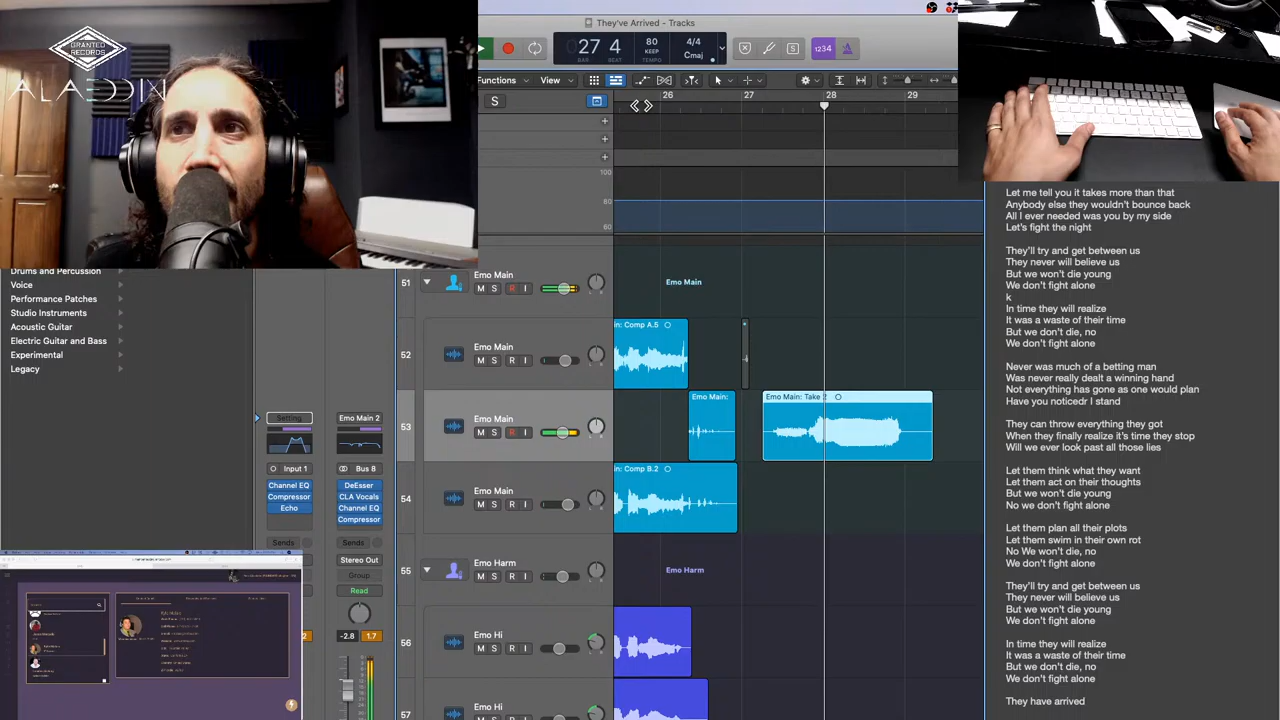 GRANTED
RECORDS
ALAEDDIN
They've Arrived - Tracks
27 4
BAR
BEAT
80
KEEP
TEMPO
4/4
Cmaj
1234
Functions
View
S
26
27
28
29
100
80
60
Drums and Percussion
Voice
Performance Patches
Studio Instruments
Acoustic Guitar
Electric Guitar and Bass
Experimental
Legacy
Setting
Emo Main 2
Input 1
Bus 8
Channel EQ
Compressor
Echo
DeEsser
CLA Vocals
Channel EQ
Compressor
Sends
Sends
Stereo Out
Group
Read
-2.8
1.7
51
Emo Main
M S R I
Emo Main
52
Emo Main
M S R I
in: Comp A.5
53
Emo Main
M S R I
Emo Main:
Emo Main: Take 2
54
Emo Main
M S R I
in: Comp B.2
55
Emo Harm
M S R I
Emo Harm
56
Emo Hi
M S R I
57
Emo Hi
M S R I
Let me tell you it takes more than that
Anybody else they wouldn't bounce back
All I ever needed was you by my side
Let's fight the night
They'll try and get between us
They never will believe us
But we won't die young
We don't fight alone
k
In time they will realize
It was a waste of their time
But we don't die, no
We don't fight alone
Never was much of a betting man
Was never really dealt a winning hand
Not everything has gone as one would plan
Have you noticedr I stand
They can throw everything they got
When they finally realize it's time they stop
Will we ever look past all those lies
Let them think what they want
Let them act on their thoughts
But we won't die young
No we don't fight alone
Let them plan all their plots
Let them swim in their own rot
No We won't die, no
We don't fight alone
They'll try and get between us
They never will believe us
But we won't die young
We don't fight alone
In time they will realize
It was a waste of their time
But we don't die, no
We don't fight alone
They have arrived